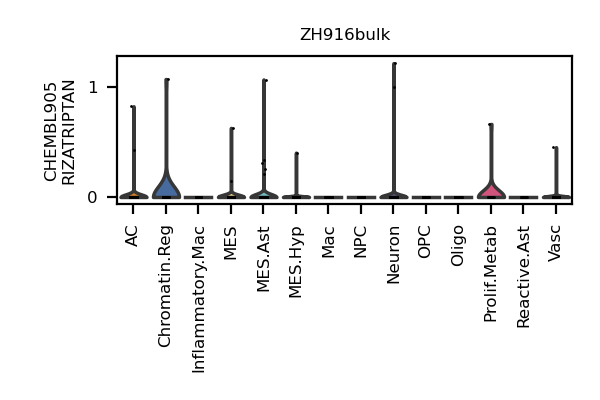 ZH916bulk
CHEMBL905
RIZATRIPTAN
1
0
AC
Chromatin.Reg
Inflammatory.Mac
MES
MES.Ast
MES.Hyp
Mac
NPC
Neuron
OPC
Oligo
Prolif.Metab
Reactive.Ast
Vasc